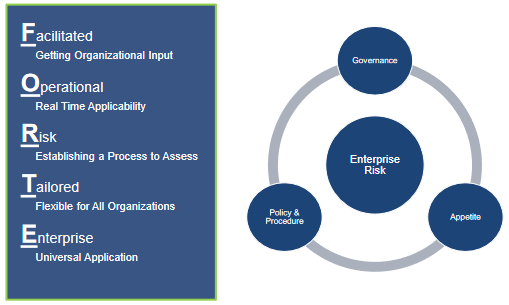 Facilitated
Getting Organizational Input
Operational
Real Time Applicability
Risk
Establishing a Process to Assess
Tailored
Flexible for All Organizations
Enterprise
Universal Application
Governance
Enterprise
Risk
Policy &
Procedure
Appetite